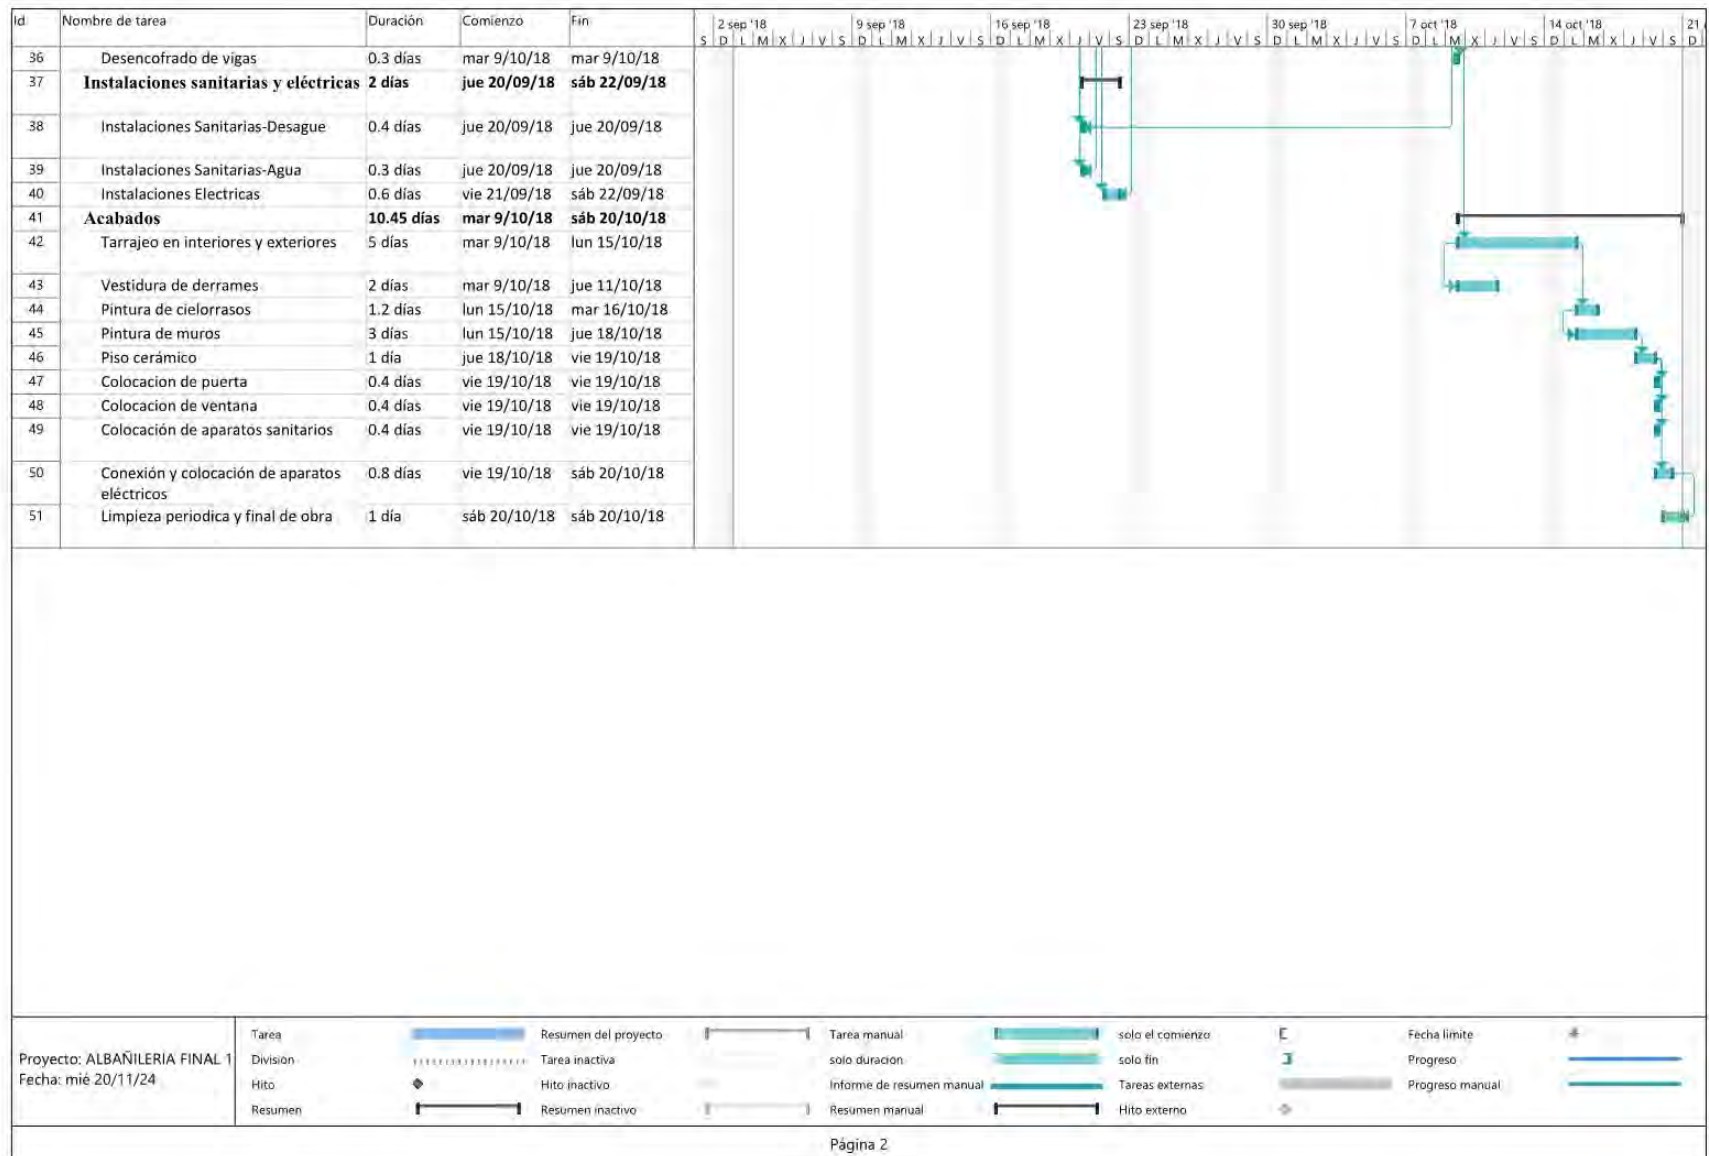 Id Nombre de tarea Duración Comienzo Fin 2 sep '18 9 sep '18 16 sep '18 23 sep '18 30 sep '18 7 oct '18 14 oct '18 21
S D L M X J V S D L M X J V S D L M X J V S D L M X J V S D L M X J V S D L M X J V S D L M X J V S D
36 Desencofrado de vigas 0.3 días mar 9/10/18 mar 9/10/18
37 Instalaciones sanitarias y eléctricas 2 días jue 20/09/18 sáb 22/09/18
38 Instalaciones Sanitarias-Desague 0.4 días jue 20/09/18 jue 20/09/18
39 Instalaciones Sanitarias-Agua 0.3 días jue 20/09/18 jue 20/09/18
40 Instalaciones Electricas 0.6 días vie 21/09/18 sáb 22/09/18
41 Acabados 10.45 días mar 9/10/18 sáb 20/10/18
42 Tarrajeo en interiores y exteriores 5 días mar 9/10/18 lun 15/10/18
43 Vestidura de derrames 2 días mar 9/10/18 jue 11/10/18
44 Pintura de cielorrasos 1.2 días lun 15/10/18 mar 16/10/18
45 Pintura de muros 3 días lun 15/10/18 jue 18/10/18
46 Piso cerámico 1 día jue 18/10/18 vie 19/10/18
47 Colocacion de puerta 0.4 días vie 19/10/18 vie 19/10/18
48 Colocacion de ventana 0.4 días vie 19/10/18 vie 19/10/18
49 Colocación de aparatos sanitarios 0.4 días vie 19/10/18 vie 19/10/18
50 Conexión y colocación de aparatos 0.8 días vie 19/10/18 sáb 20/10/18
eléctricos
51 Limpieza periodica y final de obra 1 día sáb 20/10/18 sáb 20/10/18
Proyecto: ALBAÑILERIA FINAL 1
Fecha: mié 20/11/24
Tarea Resumen del proyecto Tarea manual solo el comienzo Fecha límite
División Tarea inactiva solo duración solo fin Progreso
Hito Hito inactivo Informe de resumen manual Tareas externas Progreso manual
Resumen Resumen inactivo Resumen manual Hito externo
Página 2